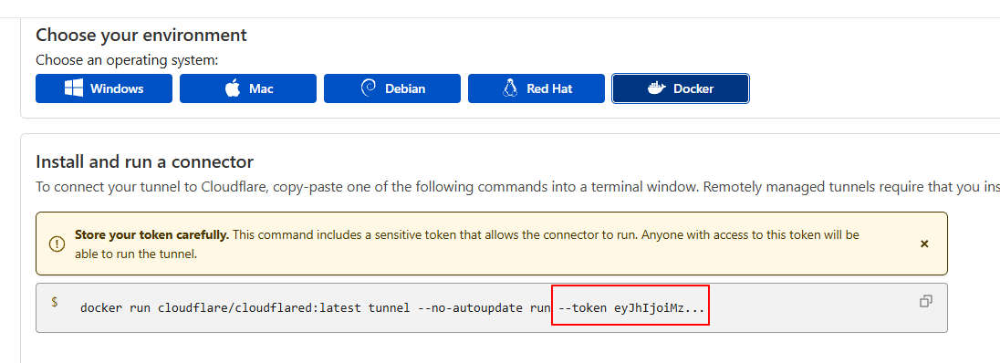 Choose your environment
Choose an operating system:
Windows
Mac
Debian
Red Hat
Docker
Install and run a connector
To connect your tunnel to Cloudflare, copy-paste one of the following commands into a terminal window. Remotely managed tunnels require that you ins
Store your token carefully. This command includes a sensitive token that allows the connector to run. Anyone with access to this token will be
able to run the tunnel.
$ docker run cloudflare/cloudflared:latest tunnel --no-autoupdate run --token eyJhIjoiMz...